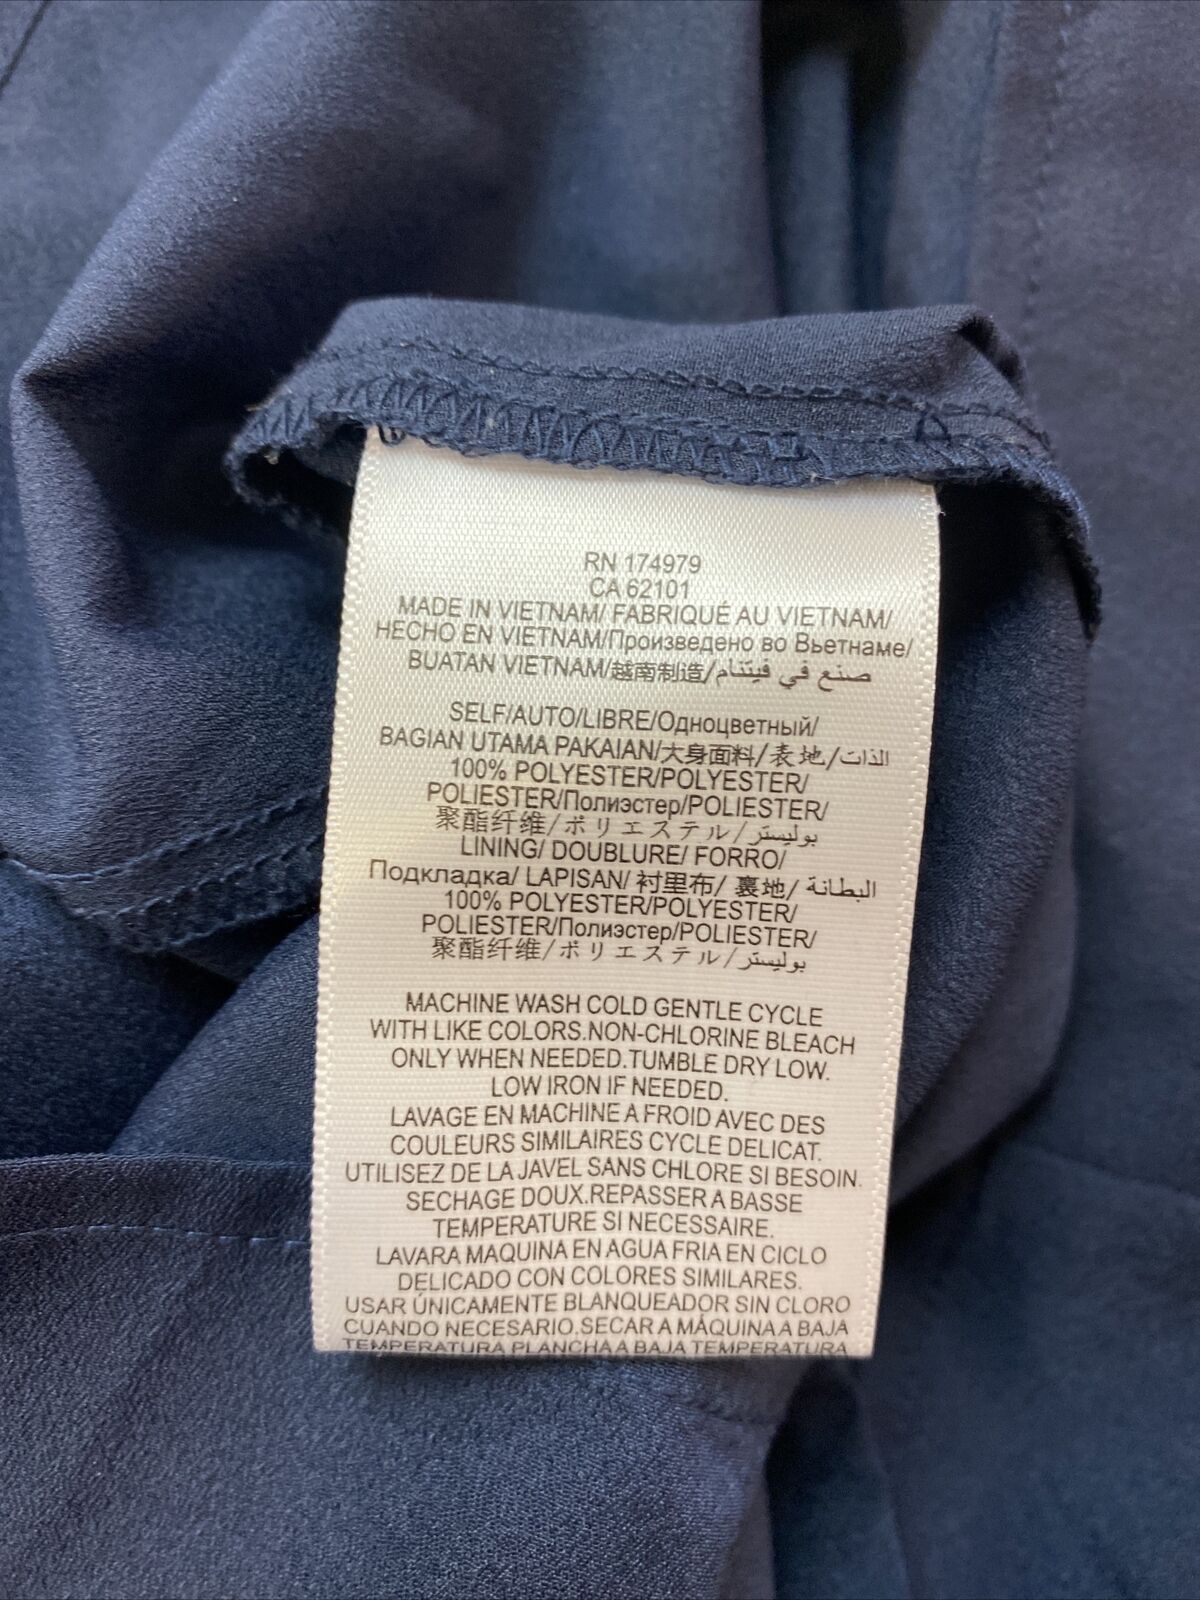 RN 174979
CA 62101
MADE IN VIETNAM/ FABRIQUÉ AU VIETNAM/
HECHO EN VIETNAM/Произведено во Вьетнаме/
BUATAN VIETNAM/越南制造/صنع في فيتنام
SELF/AUTO/LIBRE/Одноцветный/
BAGIAN UTAMA PAKAIAN/大身面料/表地/الذات
100% POLYESTER/POLYESTER/
POLIESTER/Полиэстер/POLIESTER/
聚酯纤维/ポリエステル/بوليستر
LINING/ DOUBLURE/ FORRO/
Подкладка/ LAPISAN/ 衬里布/ 裏地/ البطانة
100% POLYESTER/POLYESTER/
POLIESTER/Полиэстер/POLIESTER/
聚酯纤维/ポリエステル/بوليستر
MACHINE WASH COLD GENTLE CYCLE
WITH LIKE COLORS.NON-CHLORINE BLEACH
ONLY WHEN NEEDED.TUMBLE DRY LOW.
LOW IRON IF NEEDED.
LAVAGE EN MACHINE A FROID AVEC DES
COULEURS SIMILAIRES CYCLE DELICAT.
UTILISEZ DE LA JAVEL SANS CHLORE SI BESOIN.
SECHAGE DOUX.REPASSER A BASSE
TEMPERATURE SI NECESSAIRE.
LAVARA MAQUINA EN AGUA FRIA EN CICLO
DELICADO CON COLORES SIMILARES.
USAR ÚNICAMENTE BLANQUEADOR SIN CLORO
CUANDO NECESARIO.SECAR A MÁQUINA A BAJA
TEMPERATURA PLANCHA A BAJA TEMPERATURA